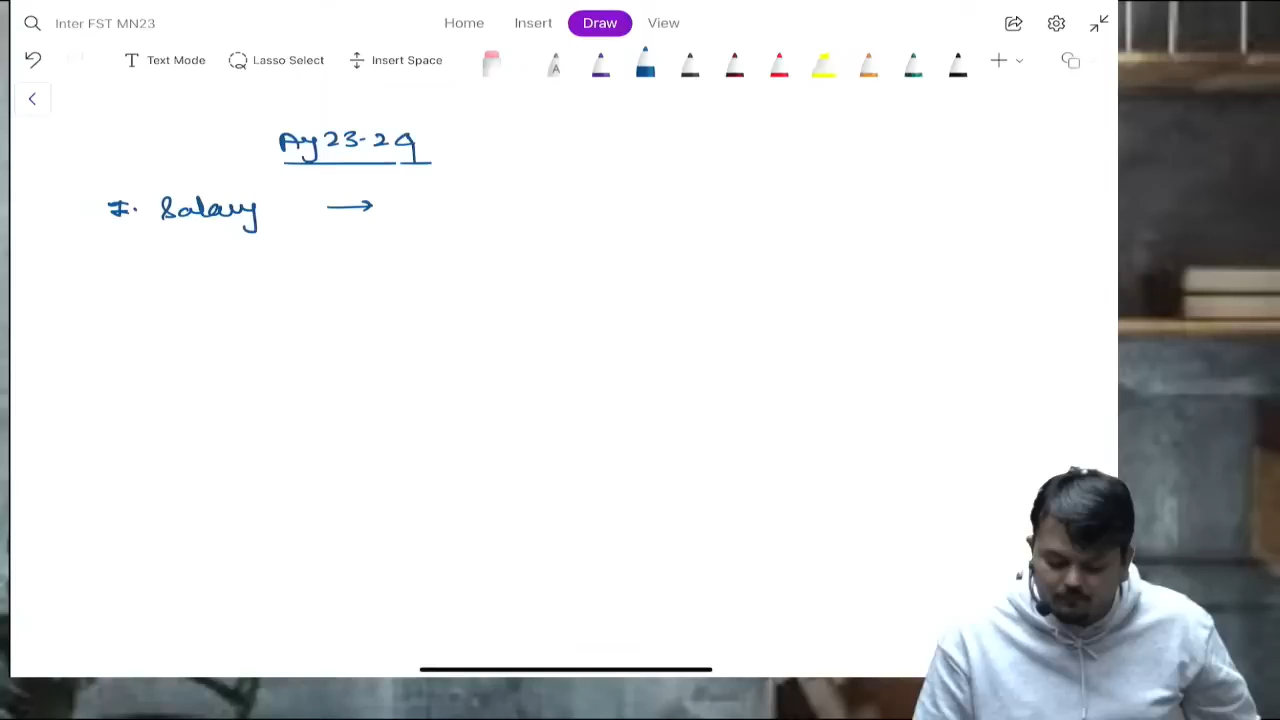 Inter FST MN23
Home Insert Draw View
Text Mode Lasso Select Insert Space
A
Ay 23-24
I. Salary →